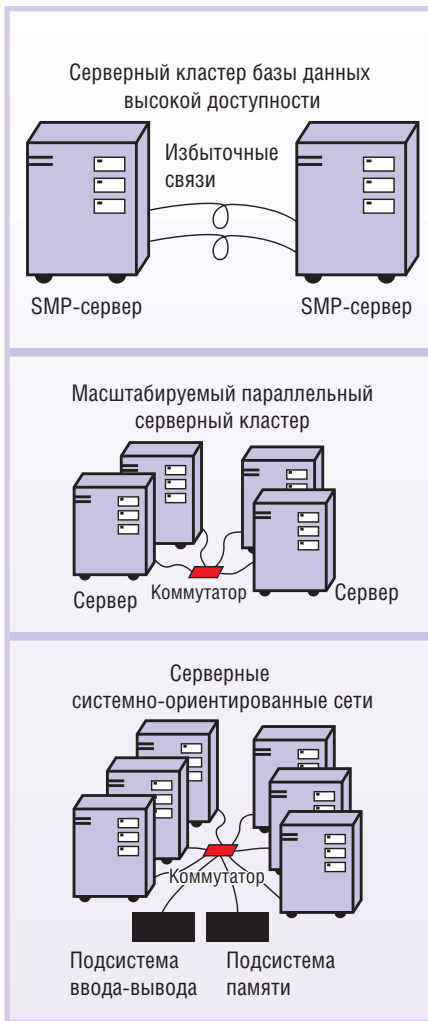 Серверный кластер базы данных
высокой доступности
Избыточные
связи
SMP-сервер
SMP-сервер
Масштабируемый параллельный
серверный кластер
Сервер
Коммутатор
Сервер
Серверные
системно-ориентированные сети
Коммутатор
Подсистема
ввода-вывода
Подсистема
памяти